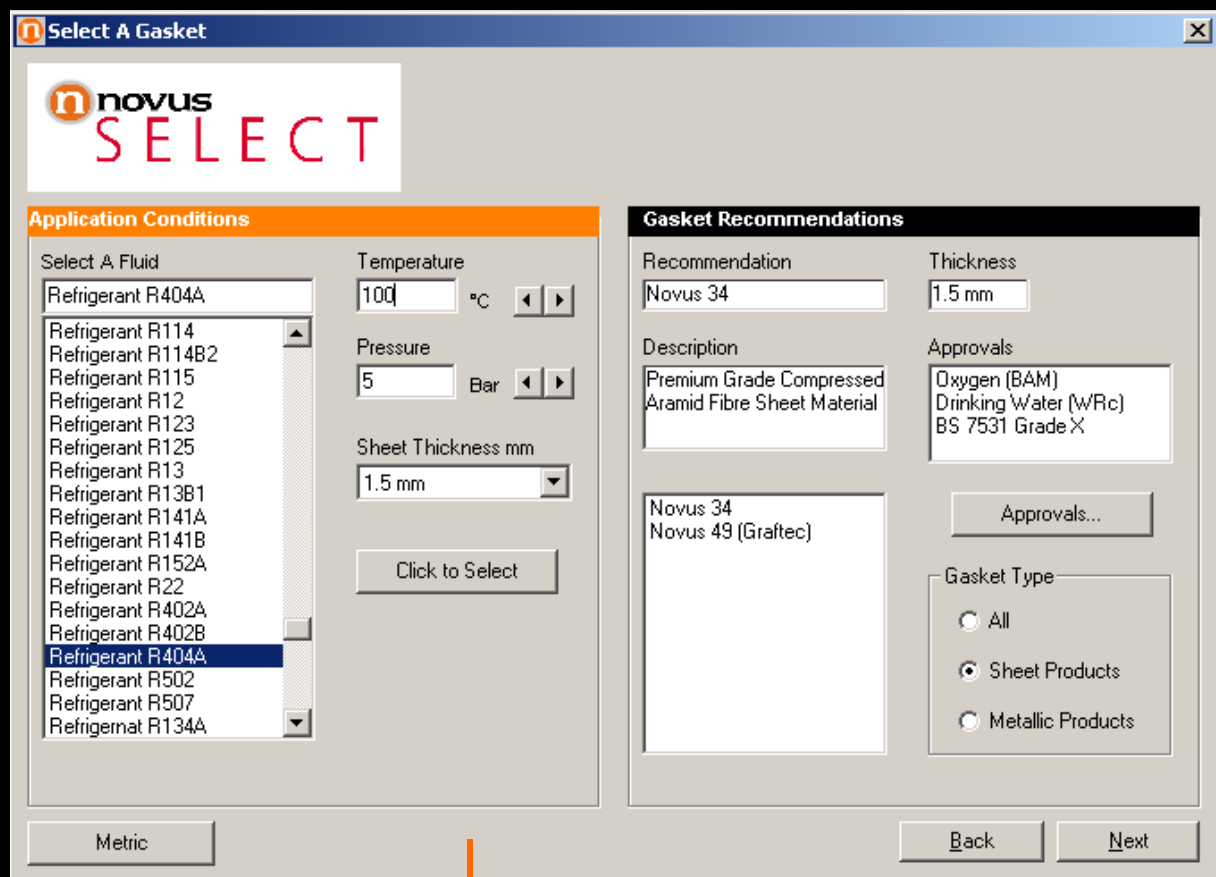 Select A Gasket
n novus
SELECT
Application Conditions
Select A Fluid
Refrigerant R404A
Refrigerant R114
Refrigerant R114B2
Refrigerant R115
Refrigerant R12
Refrigerant R123
Refrigerant R125
Refrigerant R13
Refrigerant R13B1
Refrigerant R141A
Refrigerant R141B
Refrigerant R152A
Refrigerant R22
Refrigerant R402A
Refrigerant R402B
Refrigerant R404A
Refrigerant R502
Refrigerant R507
Refrigernat R134A
Temperature
100 °C
Pressure
5 Bar
Sheet Thickness mm
1.5 mm
Click to Select
Gasket Recommendations
Recommendation
Novus 34
Thickness
1.5 mm
Description
Premium Grade Compressed
Aramid Fibre Sheet Material
Approvals
Oxygen (BAM)
Drinking Water (WRc)
BS 7531 Grade X
Novus 34
Novus 49 (Graftec)
Approvals...
Gasket Type
All
Sheet Products
Metallic Products
Metric
Back
Next